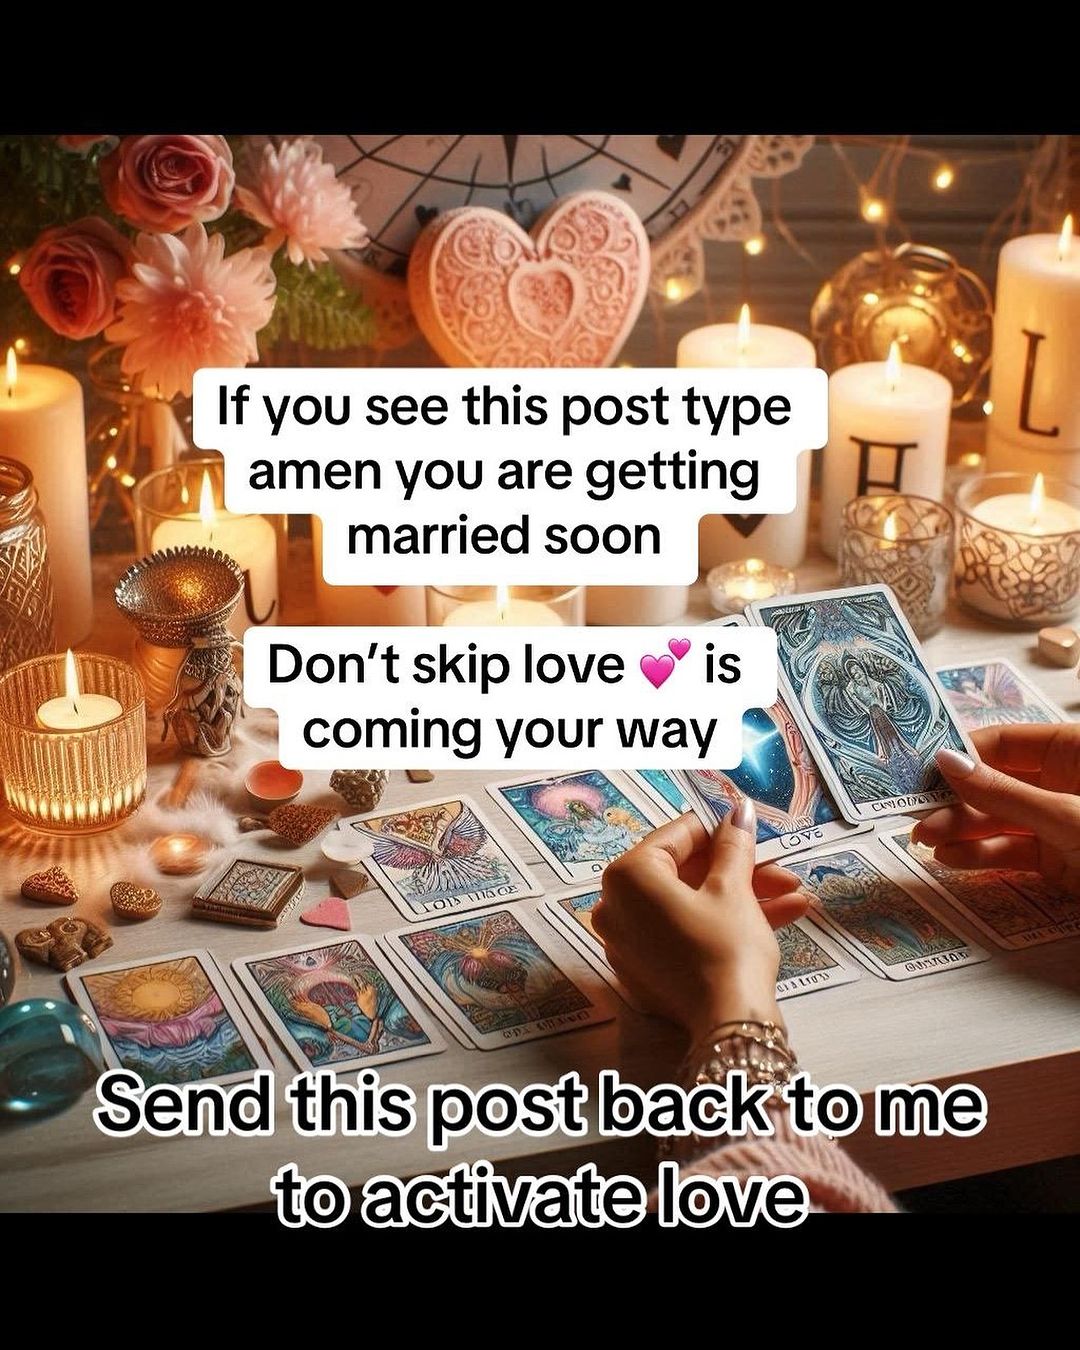 If you see this post type
amen you are getting
married soon
Don't skip love 💕 is
coming your way
L
LOVE
Send this post back to me
to activate love